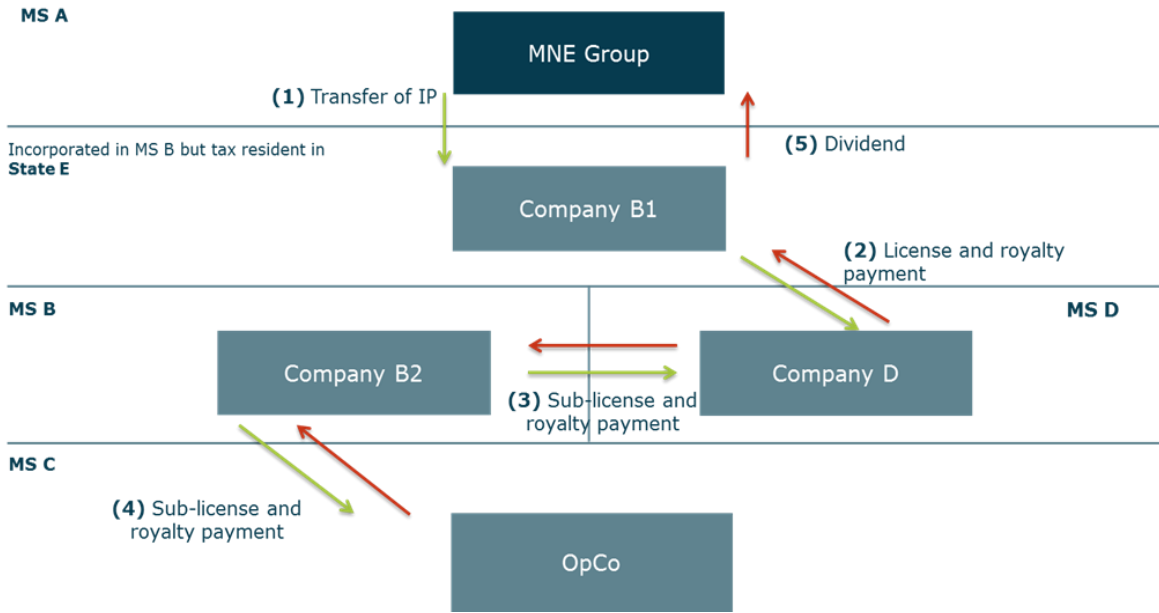 MS A
MNE Group
(1) Transfer of IP
(5) Dividend
Incorporated in MS B but tax resident in
State E
Company B1
(2) License and royalty
payment
MS B
MS D
Company B2
Company D
(3) Sub-license and
royalty payment
MS C
(4) Sub-license and
royalty payment
OpCo